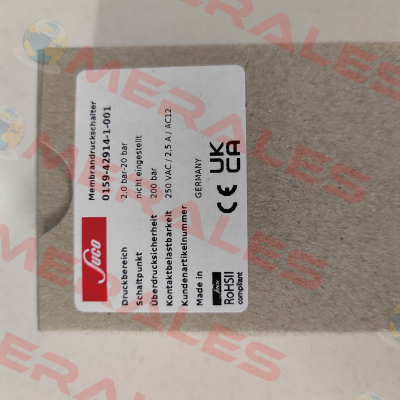 Suco
Membrandruckschalter
0159-42914-1-001
Druckbereich 2,0 bar-20 bar
Schaltpunkt nicht eingestellt
Überdrucksicherheit 200 bar
Kontaktbelastbarkeit 250 VAC / 2,5 A / AC12
Kundenartikelnummer
Made in GERMANY
Suco
RoHSII
compliant
CE UK
CA
MERALES
MERALES
MERALES